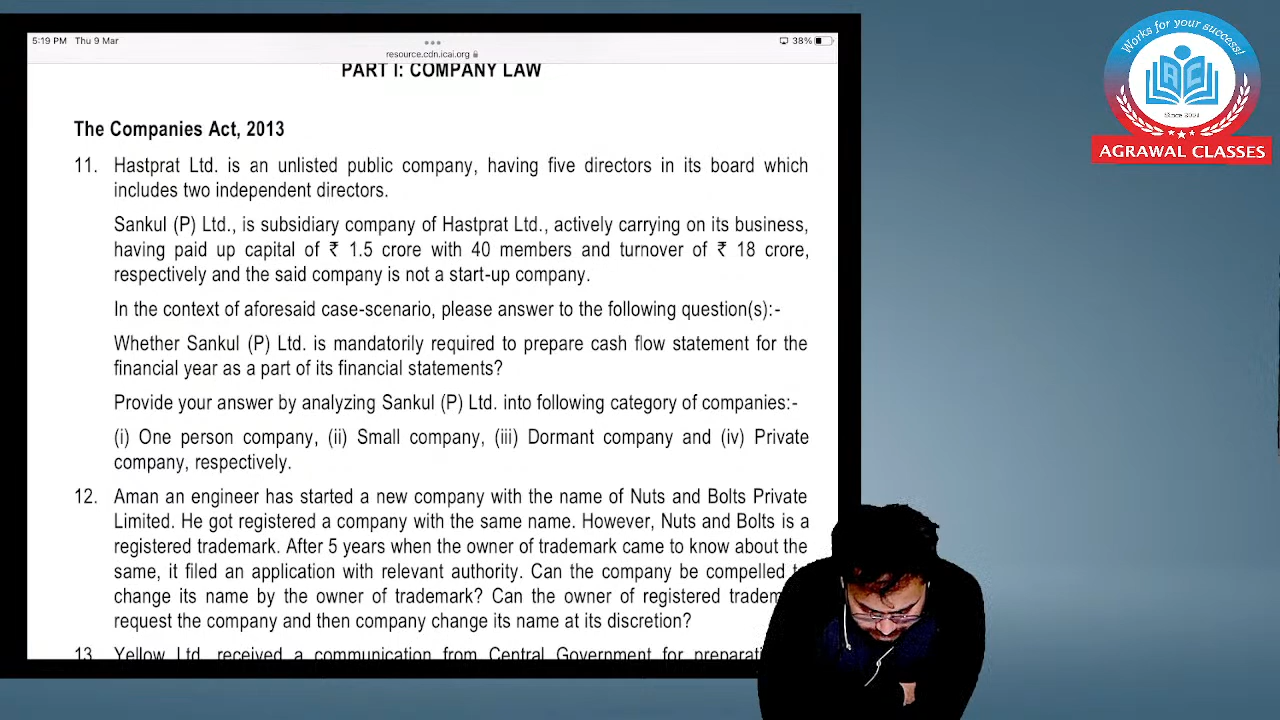 5:19 PM Thu 9 Mar
38%
resource.cdn.icai.org
PART I: COMPANY LAW
Works for your success!
AC
Since 2001
AGRAWAL CLASSES
The Companies Act, 2013
11. Hastprat Ltd. is an unlisted public company, having five directors in its board which
includes two independent directors.
Sankul (P) Ltd., is subsidiary company of Hastprat Ltd., actively carrying on its business,
having paid up capital of ₹ 1.5 crore with 40 members and turnover of ₹ 18 crore,
respectively and the said company is not a start-up company.
In the context of aforesaid case-scenario, please answer to the following question(s):-
Whether Sankul (P) Ltd. is mandatorily required to prepare cash flow statement for the
financial year as a part of its financial statements?
Provide your answer by analyzing Sankul (P) Ltd. into following category of companies:-
(i) One person company, (ii) Small company, (iii) Dormant company and (iv) Private
company, respectively.
12. Aman an engineer has started a new company with the name of Nuts and Bolts Private
Limited. He got registered a company with the same name. However, Nuts and Bolts is a
registered trademark. After 5 years when the owner of trademark came to know about the
same, it filed an application with relevant authority. Can the company be compelled
change its name by the owner of trademark? Can the owner of registered
request the company and then company change its name at its discretion?
13. Yellow Ltd. received a communication from Central Government for